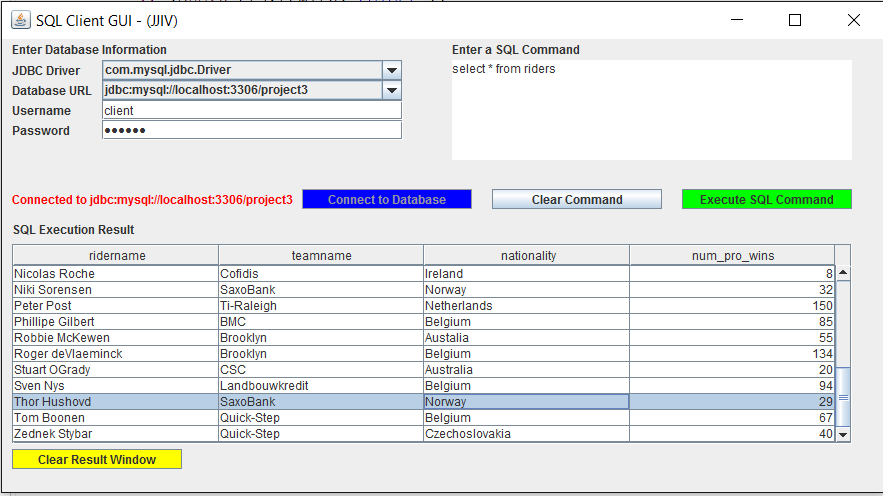 SQL Client GUI - (JJIV)
Enter Database Information
Enter a SQL Command
JDBC Driver com.mysql.jdbc.Driver
select * from riders
Database URL jdbc:mysql://localhost:3306/project3
Username client
Password ●●●●●●
Connected to jdbc:mysql://localhost:3306/project3 Connect to Database Clear Command Execute SQL Command
SQL Execution Result
ridername teamname nationality num_pro_wins
Nicolas Roche Cofidis Ireland 8
Niki Sorensen SaxoBank Norway 32
Peter Post Ti-Raleigh Netherlands 150
Phillipe Gilbert BMC Belgium 85
Robbie McKewen Brooklyn Austalia 55
Roger deVlaeminck Brooklyn Belgium 134
Stuart OGrady CSC Australia 20
Sven Nys Landbouwkredit Belgium 94
Thor Hushovd SaxoBank Norway 29
Tom Boonen Quick-Step Belgium 67
Zednek Stybar Quick-Step Czechoslovakia 40
Clear Result Window